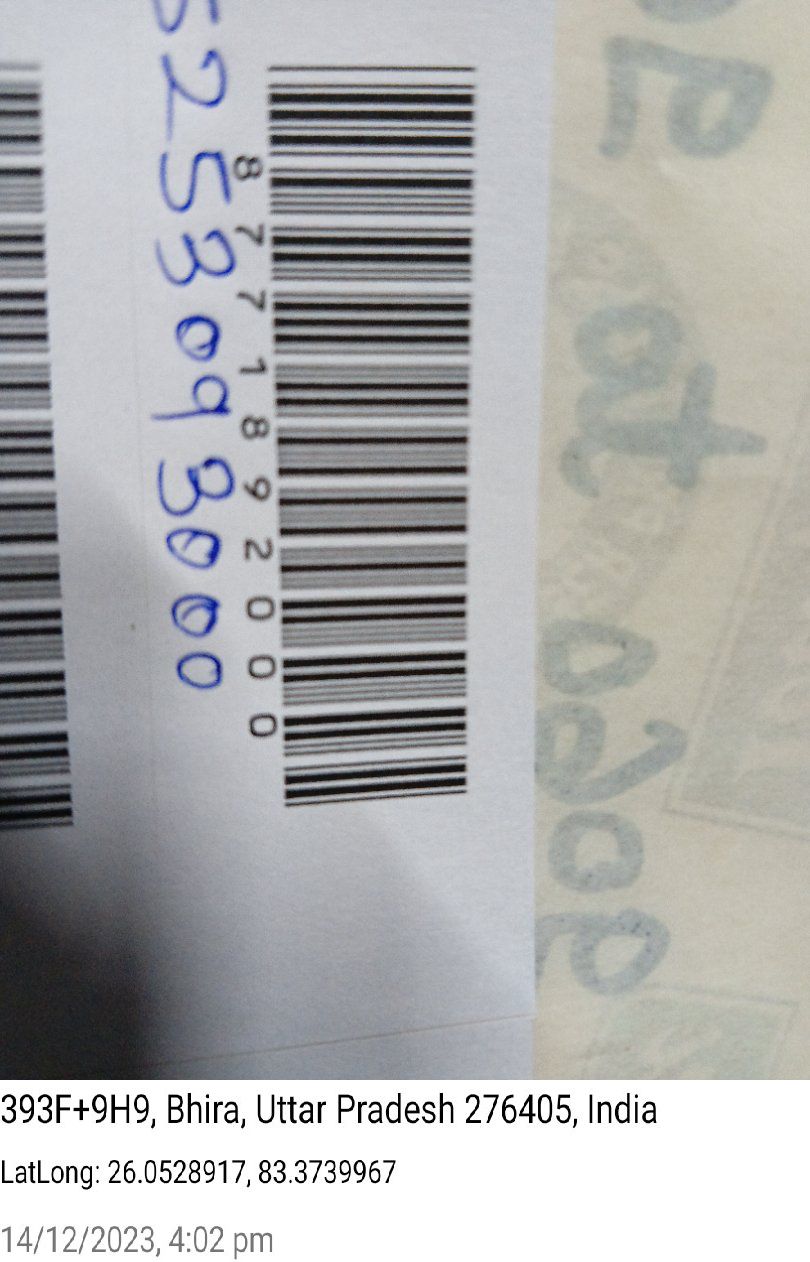 52530993000
8771892000
393F+9H9, Bhira, Uttar Pradesh 276405, India
LatLong: 26.0528917, 83.3739967
14/12/2023, 4:02 pm